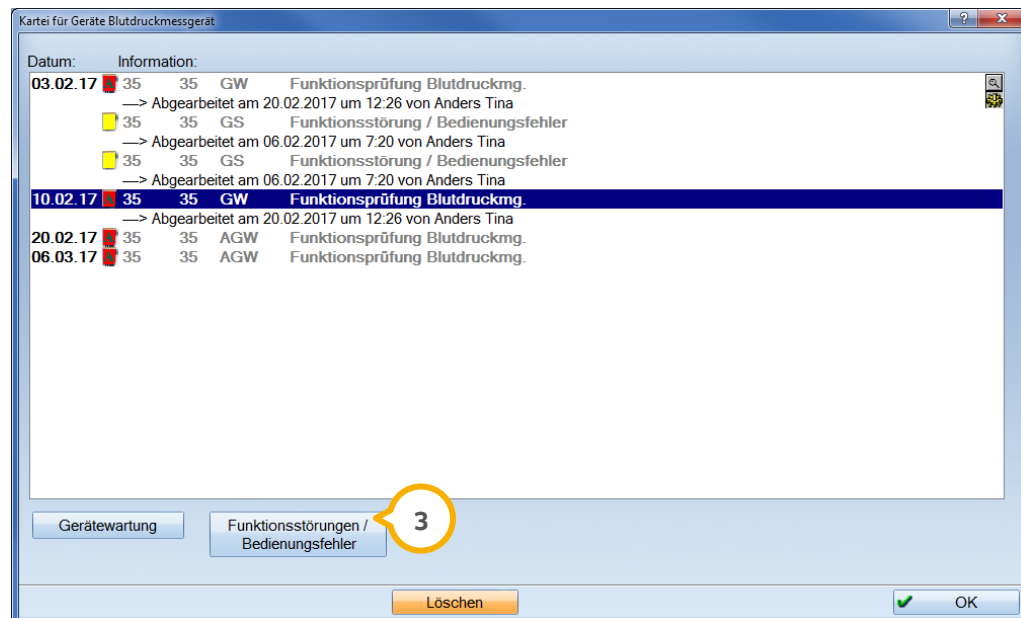 Kartei für Geräte Blutdruckmessgerät
Datum: Information:
03.02.17 A 35 35 GW Funktionsprüfung Blutdruckmg.
—> Abgearbeitet am 20.02.2017 um 12:26 von Anders Tina
35 35 GS Funktionsstörung / Bedienungsfehler
—> Abgearbeitet am 06.02.2017 um 7:20 von Anders Tina
35 35 GS Funktionsstörung / Bedienungsfehler
—> Abgearbeitet am 06.02.2017 um 7:20 von Anders Tina
10.02.17 A 35 35 GW Funktionsprüfung Blutdruckmg.
—> Abgearbeitet am 20.02.2017 um 12:26 von Anders Tina
20.02.17 A 35 35 AGW Funktionsprüfung Blutdruckmg.
06.03.17 A 35 35 AGW Funktionsprüfung Blutdruckmg.
Gerätewartung
Funktionsstörungen /
Bedienungsfehler
3
Löschen
OK